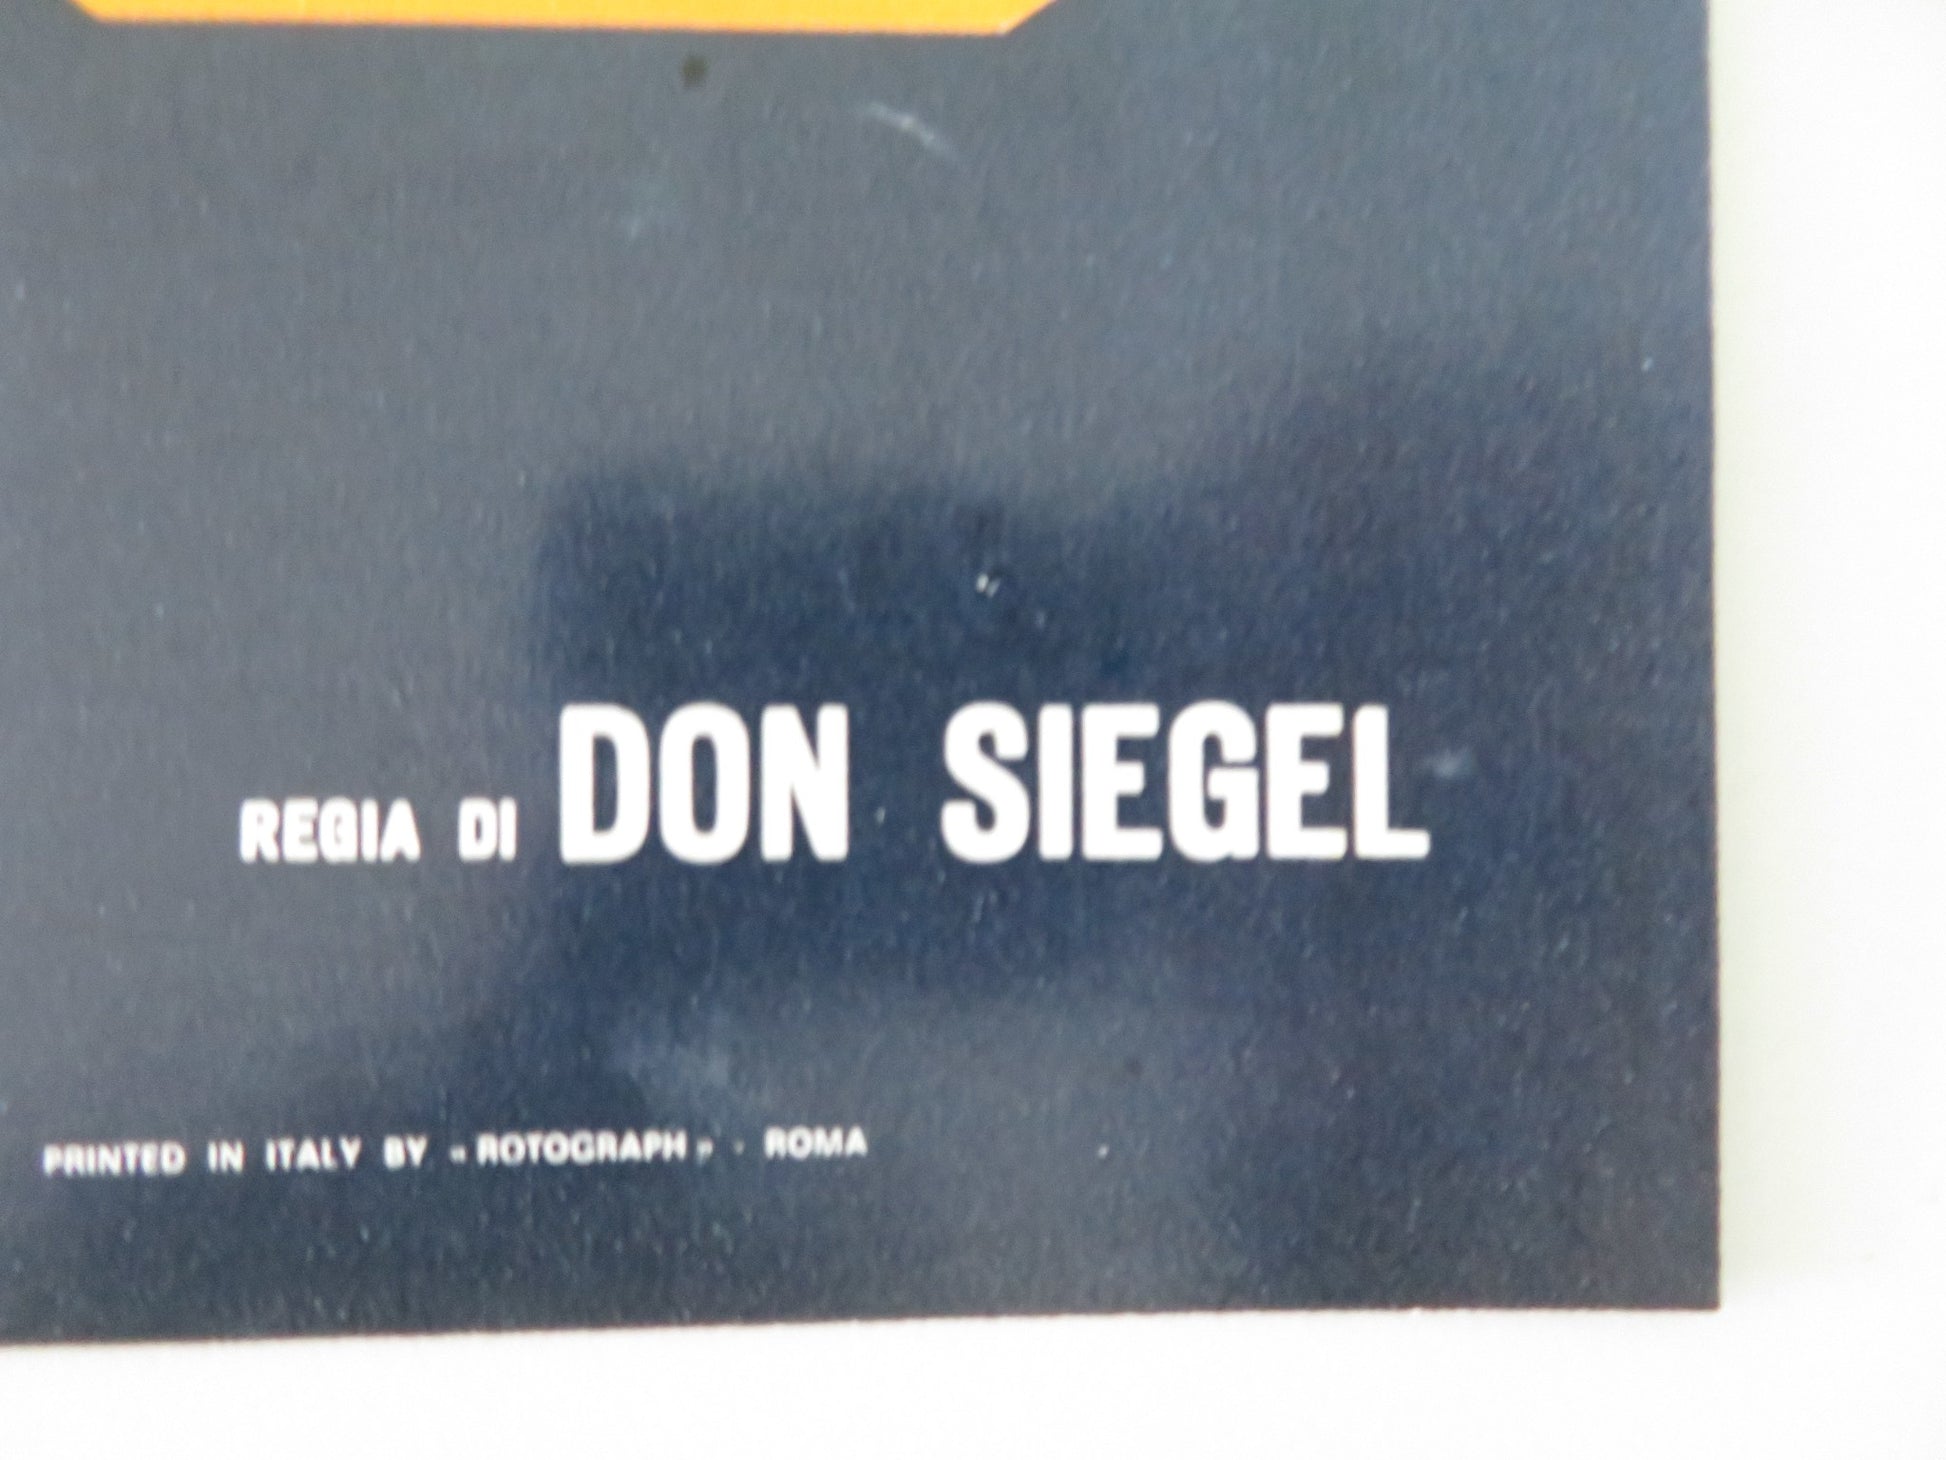 REGIA DI DON SIEGEL
PRINTED IN ITALY BY « ROTOGRAPH » - ROMA